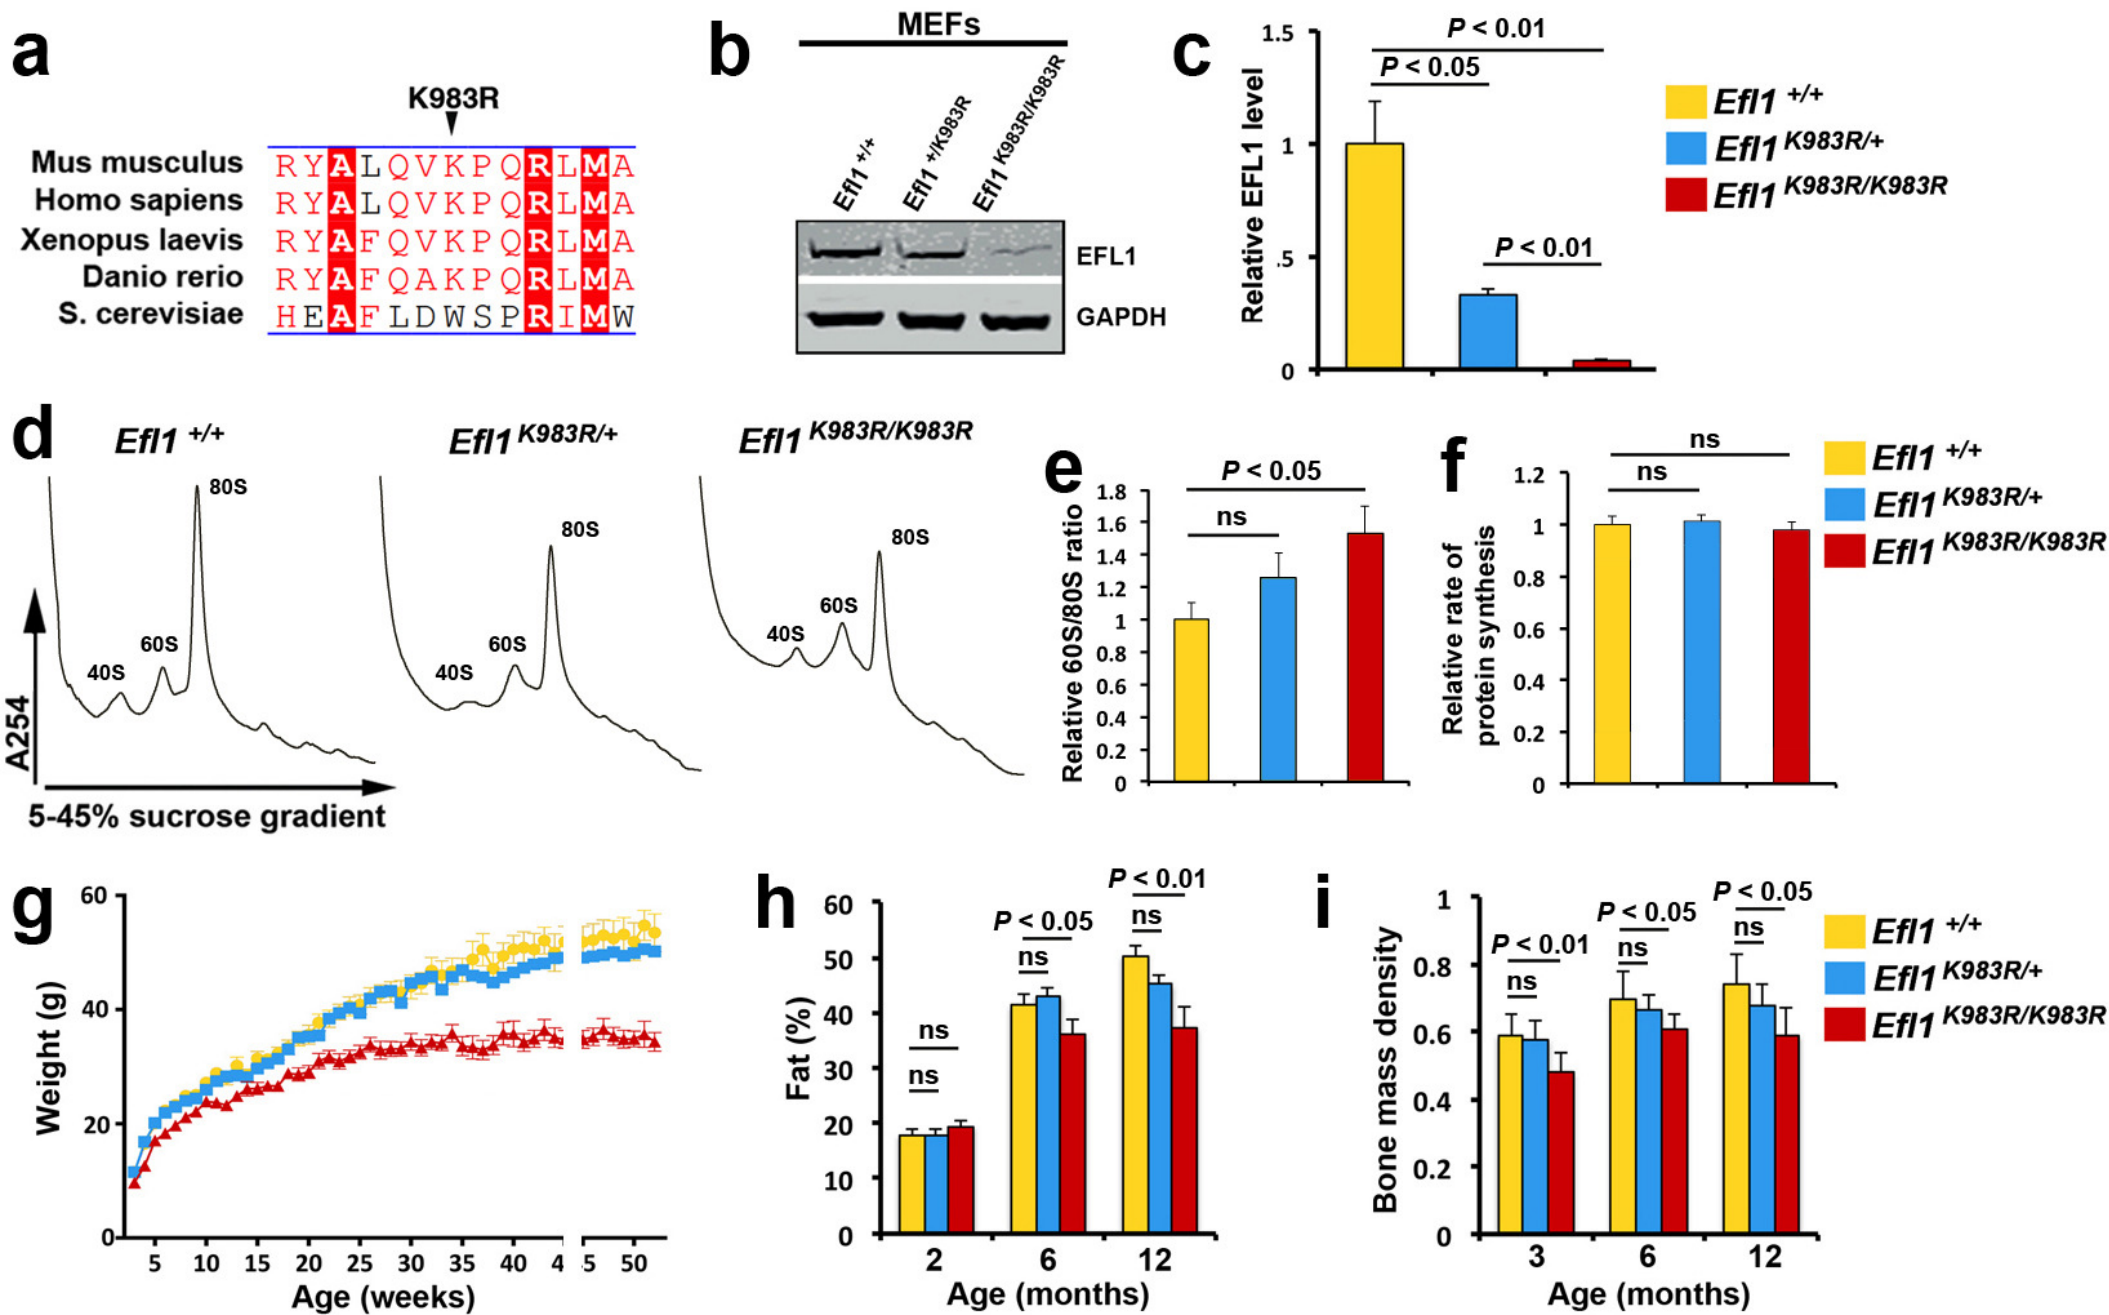 a
K983R
Mus musculus RYALQVKPQRLMA
Homo sapiens RYALQVKPQRLMA
Xenopus laevis RYAFQVKPQRLMA
Danio rerio RYAFQAKPQRLMA
S. cerevisiae HEAFLDWSPRIMW
b
MEFs
Efl1 +/+
Efl1 +/K983R
Efl1 K983R/K983R
EFL1
GAPDH
c
Relative EFL1 level
1.5
1
.5
0
P < 0.01
P < 0.05
P < 0.01
Efl1 +/+
Efl1 K983R/+
Efl1 K983R/K983R
d
Efl1 +/+
Efl1 K983R/+
Efl1 K983R/K983R
40S 60S 80S
40S 60S 80S
40S 60S 80S
A254
5-45% sucrose gradient
e
Relative 60S/80S ratio
1.8
1.6
1.4
1.2
1
0.8
0.6
0.4
0.2
0
P < 0.05
ns
f
Relative rate of
protein synthesis
1.2
1
0.8
0.6
0.4
0.2
0
ns
ns
Efl1 +/+
Efl1 K983R/+
Efl1 K983R/K983R
g
Weight (g)
60
40
20
0
5 10 15 20 25 30 35 40 4 5 50
Age (weeks)
h
Fat (%)
60
50
40
30
20
10
0
ns
ns
P < 0.05
ns
P < 0.01
ns
2 6 12
Age (months)
i
Bone mass density
1
0.8
0.6
0.4
0.2
0
P < 0.01
ns
P < 0.05
ns
P < 0.05
ns
3 6 12
Age (months)
Efl1 +/+
Efl1 K983R/+
Efl1 K983R/K983R